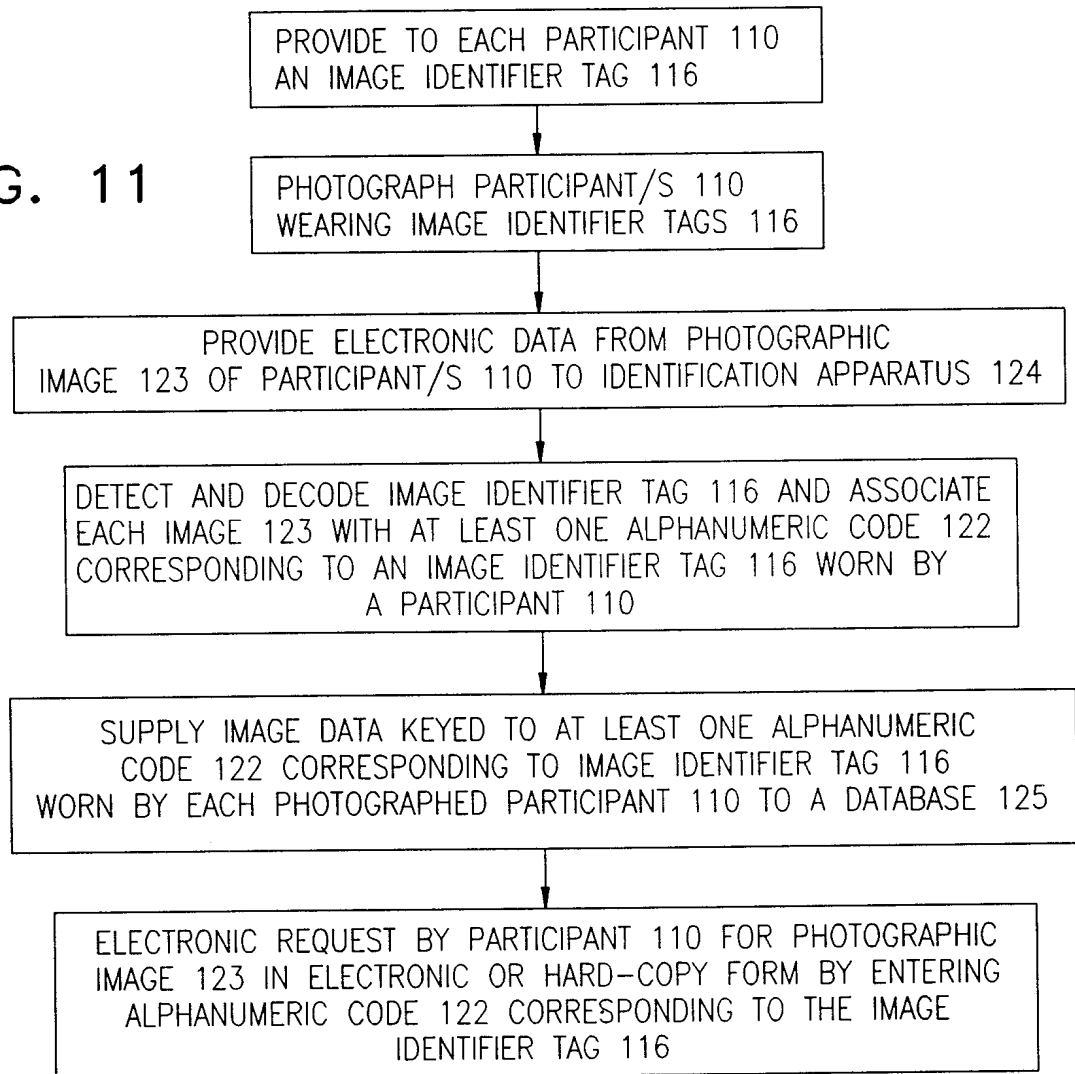 PROVIDE TO EACH PARTICIPANT 110
AN IMAGE IDENTIFIER TAG 116
G. 11
PHOTOGRAPH PARTICIPANT/S 110
WEARING IMAGE IDENTIFIER TAGS 116
PROVIDE ELECTRONIC DATA FROM PHOTOGRAPHIC
IMAGE 123 OF PARTICIPANT/S 110 TO IDENTIFICATION APPARATUS 124
DETECT AND DECODE IMAGE IDENTIFIER TAG 116 AND ASSOCIATE
EACH IMAGE 123 WITH AT LEAST ONE ALPHANUMERIC CODE 122
CORRESPONDING TO AN IMAGE IDENTIFIER TAG 116 WORN BY
A PARTICIPANT 110
SUPPLY IMAGE DATA KEYED TO AT LEAST ONE ALPHANUMERIC
CODE 122 CORRESPONDING TO IMAGE IDENTIFIER TAG 116
WORN BY EACH PHOTOGRAPHED PARTICIPANT 110 TO A DATABASE 125
ELECTRONIC REQUEST BY PARTICIPANT 110 FOR PHOTOGRAPHIC
IMAGE 123 IN ELECTRONIC OR HARD-COPY FORM BY ENTERING
ALPHANUMERIC CODE 122 CORRESPONDING TO THE IMAGE
IDENTIFIER TAG 116